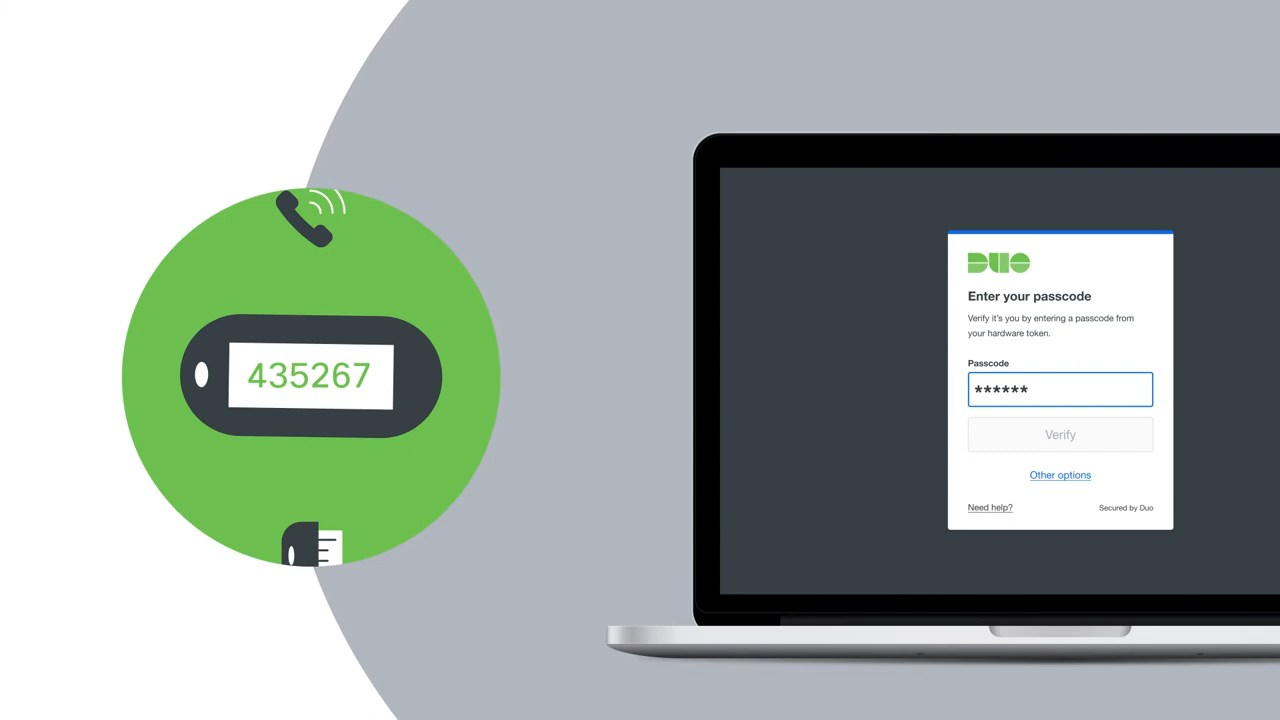 435267
DUO
Enter your passcode
Verify it's you by entering a passcode from
your hardware token.
Passcode
******
Verify
Other options
Need help?
Secured by Duo